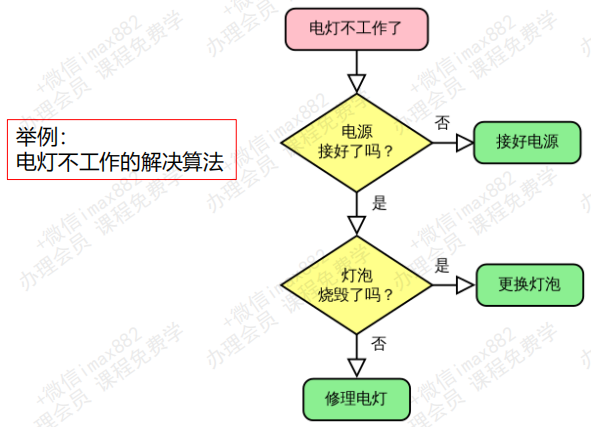 电灯不工作了
举例：
电灯不工作的解决算法
电源
接好了吗？
否
接好电源
是
灯泡
烧毁了吗？
是
更换灯泡
否
修理电灯
+微信imax882
办理会员 课程免费学